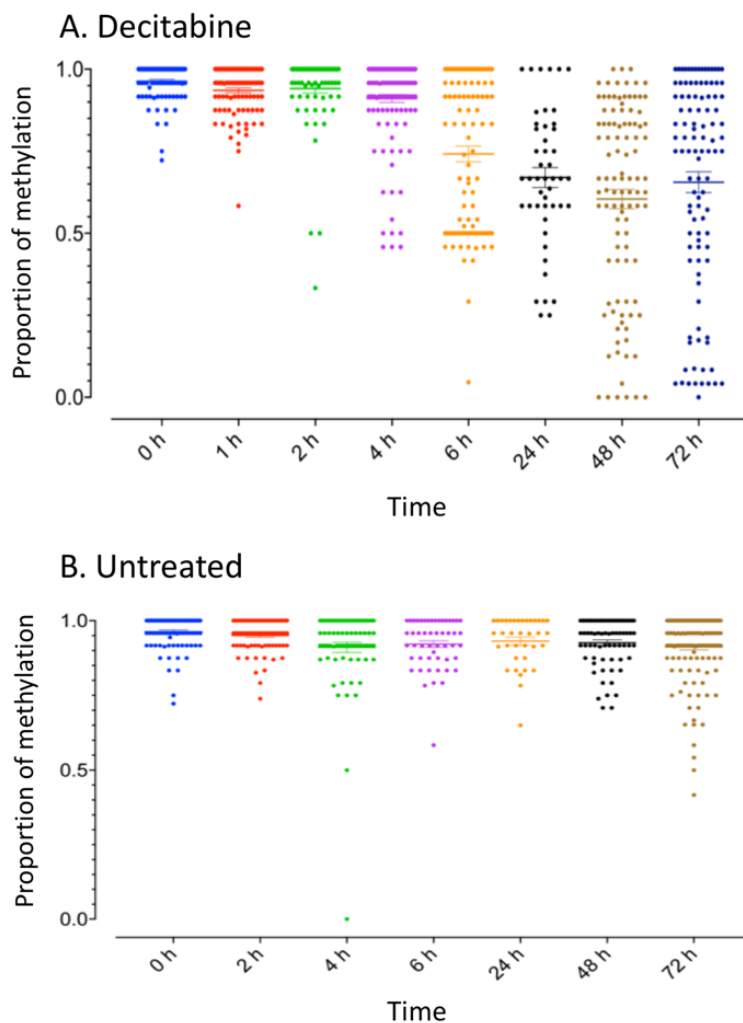 A. Decitabine
Proportion of methylation
1.0
0.5
0.0
0 h
1 h
2 h
4 h
6 h
24 h
48 h
72 h
Time
B. Untreated
Proportion of methylation
1.0
0.5
0.0
0 h
2 h
4 h
6 h
24 h
48 h
72 h
Time